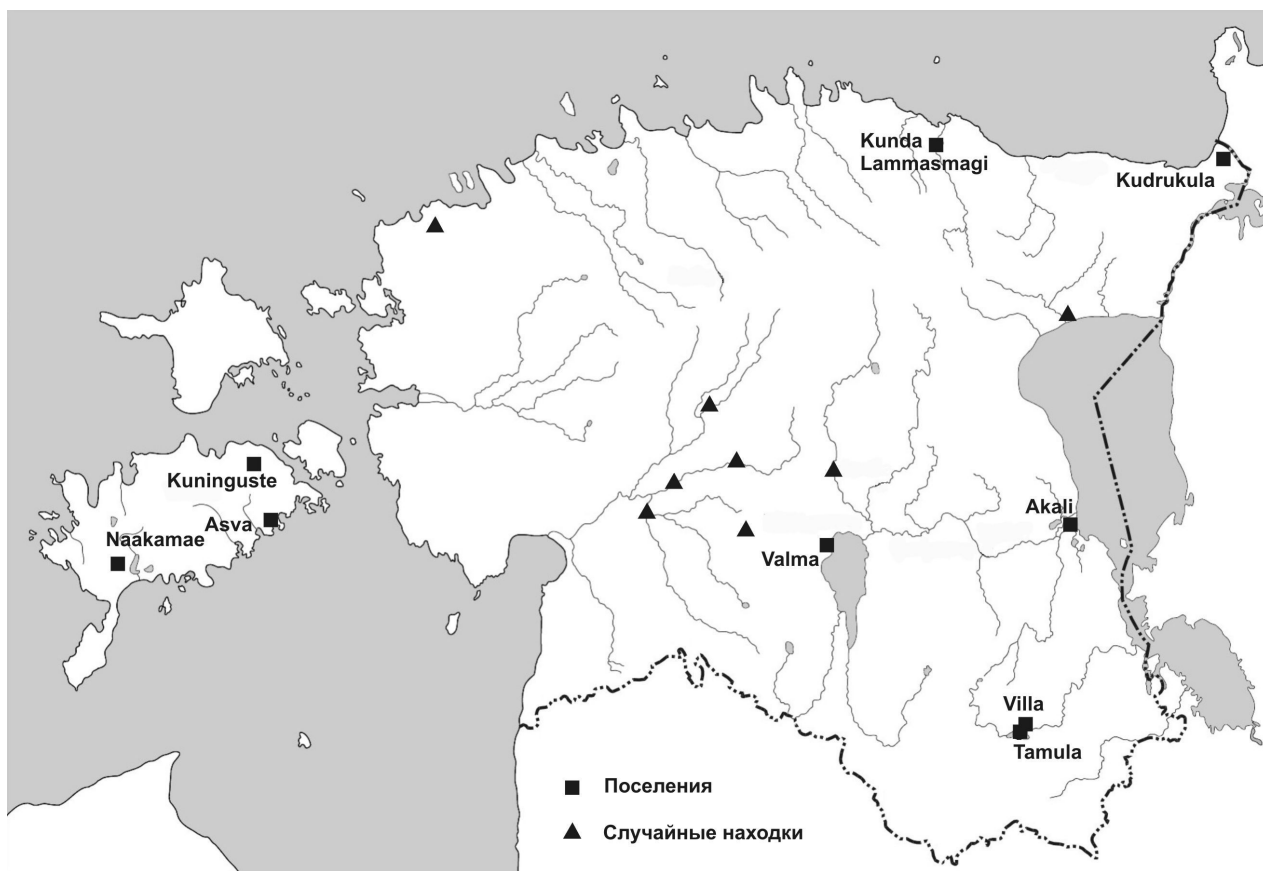 Kunda
Lammasmagi
Kudrukula
Kuninguste
Asva
Naakamae
Akali
Valma
Villa
Tamula
Поселения
Случайные находки